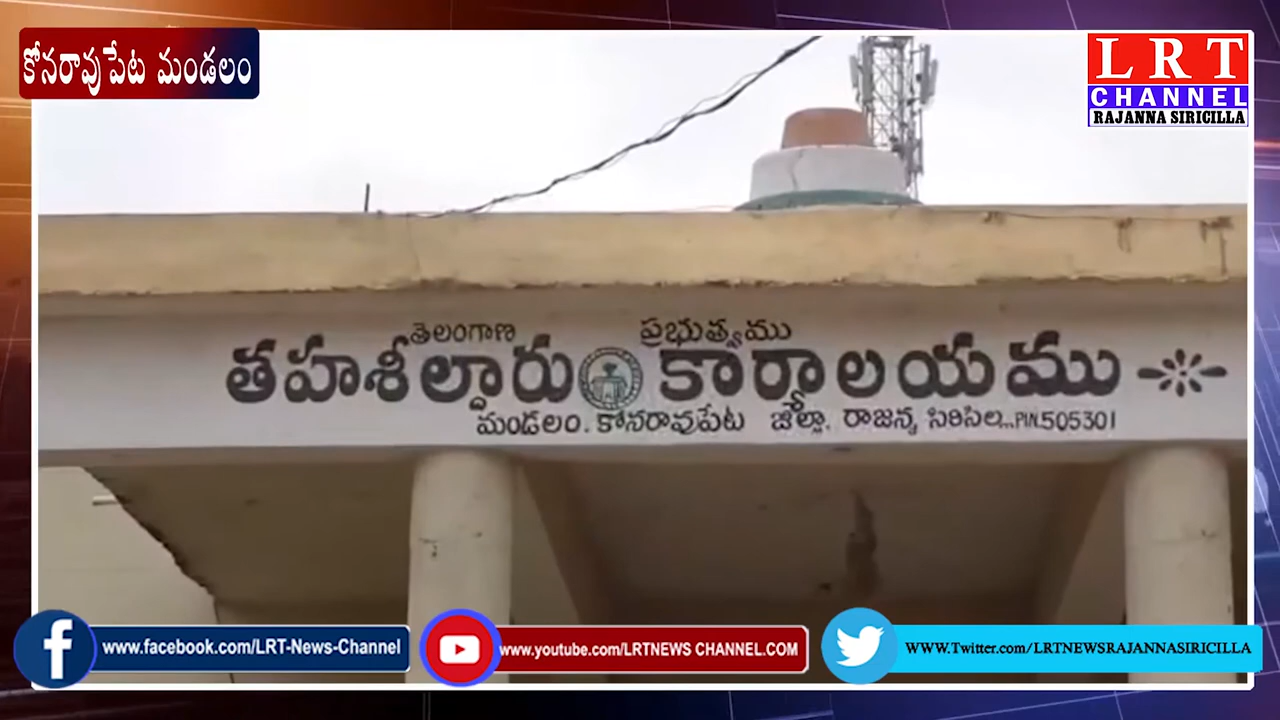 కోనరావుపేట మండలం
LRT
CHANNEL
RAJANNA SIRICILLA
తెలంగాణ ప్రభుత్వము
తహశీల్దారు కార్యాలయము
మండలం. కోనరావుపేట జిల్లా. రాజన్న సిరిసిల...PIN.505301
www.facebook.com/LRT-News-Channel
www.youtube.com/LRTNEWS CHANNEL.COM
www.Twitter.com/LRTNEWSRAJANNASIRICILLA